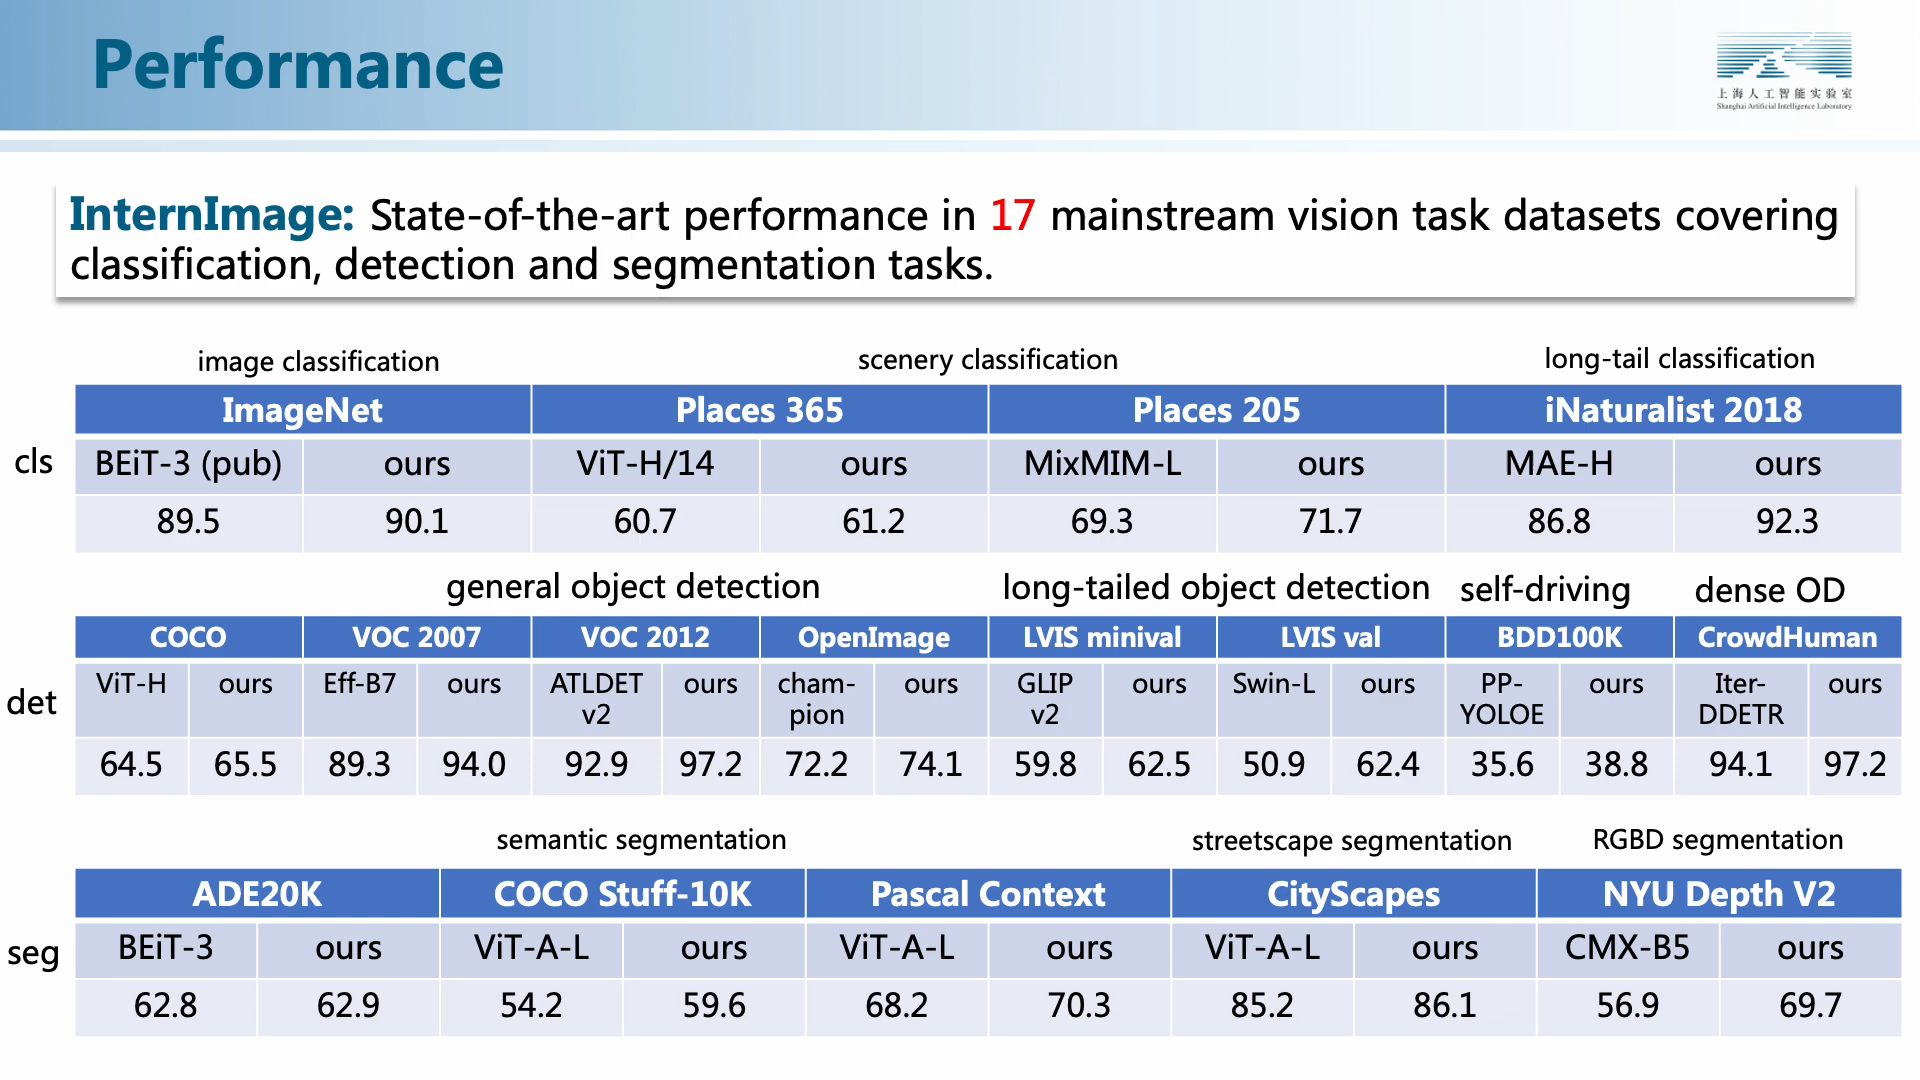 Performance
上海人工智能实验室
Shanghai Artificial Intelligence Laboratory
InternImage: State-of-the-art performance in 17 mainstream vision task datasets covering
classification, detection and segmentation tasks.
image classification scenery classification long-tail classification
ImageNet Places 365 Places 205 iNaturalist 2018
cls BEiT-3 (pub) ours ViT-H/14 ours MixMIM-L ours MAE-H ours
89.5 90.1 60.7 61.2 69.3 71.7 86.8 92.3
general object detection long-tailed object detection self-driving dense OD
COCO VOC 2007 VOC 2012 OpenImage LVIS minival LVIS val BDD100K CrowdHuman
det ViT-H ours Eff-B7 ours ATLDET ours cham- ours GLIP ours Swin-L ours PP- ours Iter- ours
v2 pion v2 YOLOE DDETR
64.5 65.5 89.3 94.0 92.9 97.2 72.2 74.1 59.8 62.5 50.9 62.4 35.6 38.8 94.1 97.2
semantic segmentation streetscape segmentation RGBD segmentation
ADE20K COCO Stuff-10K Pascal Context CityScapes NYU Depth V2
seg BEiT-3 ours ViT-A-L ours ViT-A-L ours ViT-A-L ours CMX-B5 ours
62.8 62.9 54.2 59.6 68.2 70.3 85.2 86.1 56.9 69.7